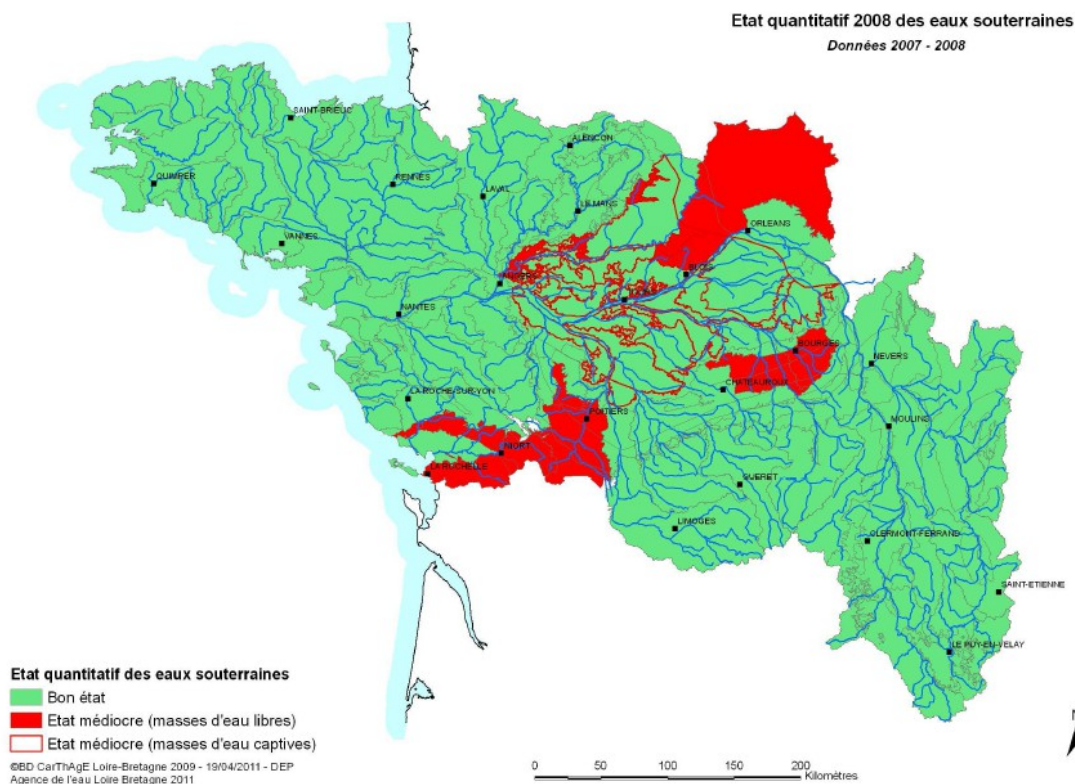 Etat quantitatif 2008 des eaux souterraines
Données 2007 - 2008
SAINT-BRIEUC
ALENCON
QUIMPER
RENNES
LAVAL
LE MANS
ORLEANS
VANNES
BLOIS
ANGERS
TOURS
NANTES
BOURGES
NEVERS
CHATEAUROUX
LA ROCHE-SUR-YON
POITIERS
MOULINS
NIORT
LA ROCHELLE
GUERET
LIMOGES
CLERMONT-FERRAND
SAINT-ETIENNE
LE PUY-EN-VELAY
Etat quantitatif des eaux souterraines
Bon état
Etat médiocre (masses d'eau libres)
Etat médiocre (masses d'eau captives)
©BD CarThAgE Loire-Bretagne 2009 - 19/04/2011 - DEP
Agence de l'eau Loire Bretagne 2011
0 50 100 150 200
Kilomètres